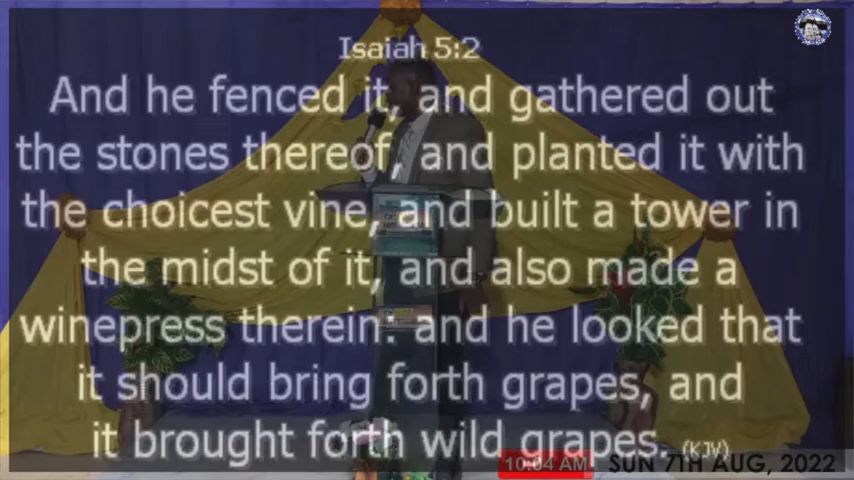 Isaiah 5:2
And he fenced it, and gathered out
the stones thereof, and planted it with
the choicest vine, and built a tower in
the midst of it, and also made a
winepress therein: and he looked that
it should bring forth grapes, and
it brought forth wild grapes. (KJV)
10:04 AM SUN 7TH AUG, 2022